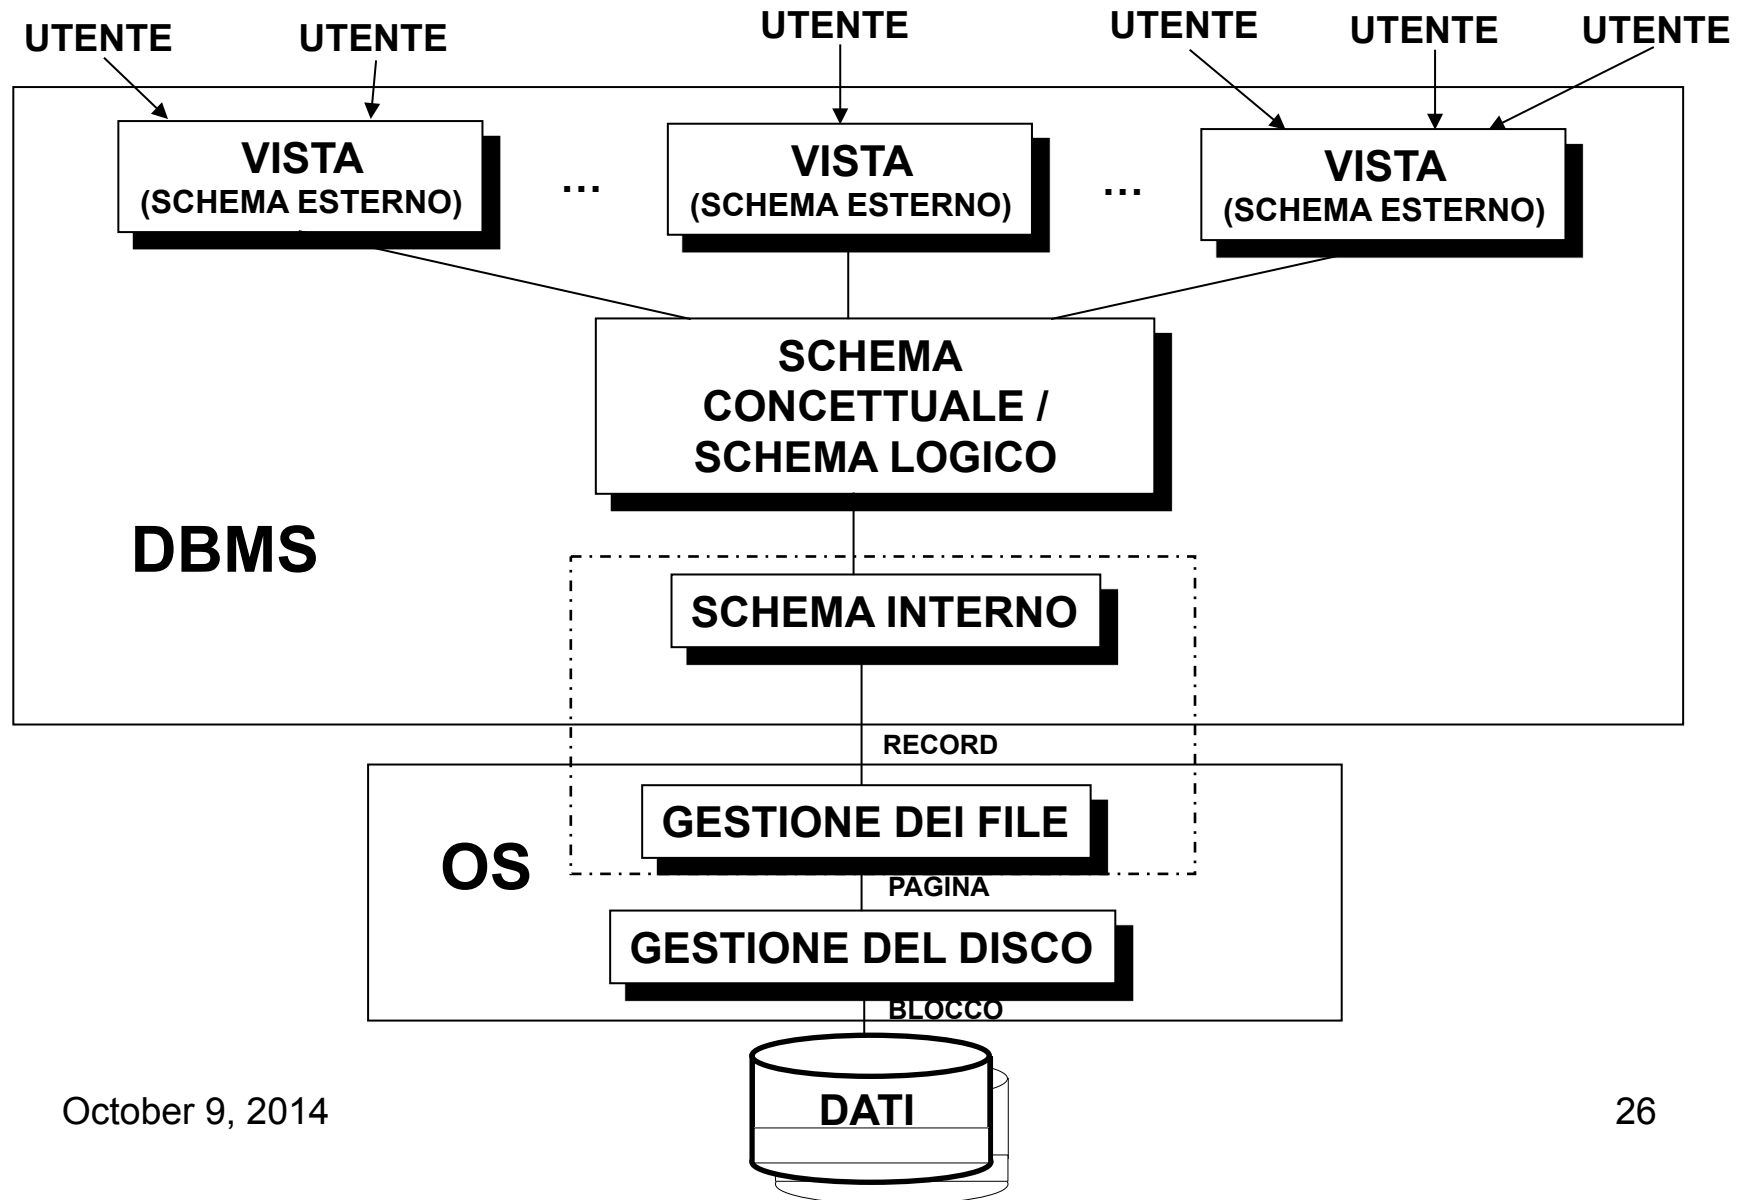 UTENTE
UTENTE
UTENTE
UTENTE
UTENTE
UTENTE
VISTA
(SCHEMA ESTERNO)
...
VISTA
(SCHEMA ESTERNO)
...
VISTA
(SCHEMA ESTERNO)
SCHEMA
CONCETTUALE /
SCHEMA LOGICO
DBMS
SCHEMA INTERNO
RECORD
GESTIONE DEI FILE
OS
PAGINA
GESTIONE DEL DISCO
BLOCCO
DATI
October 9, 2014
26